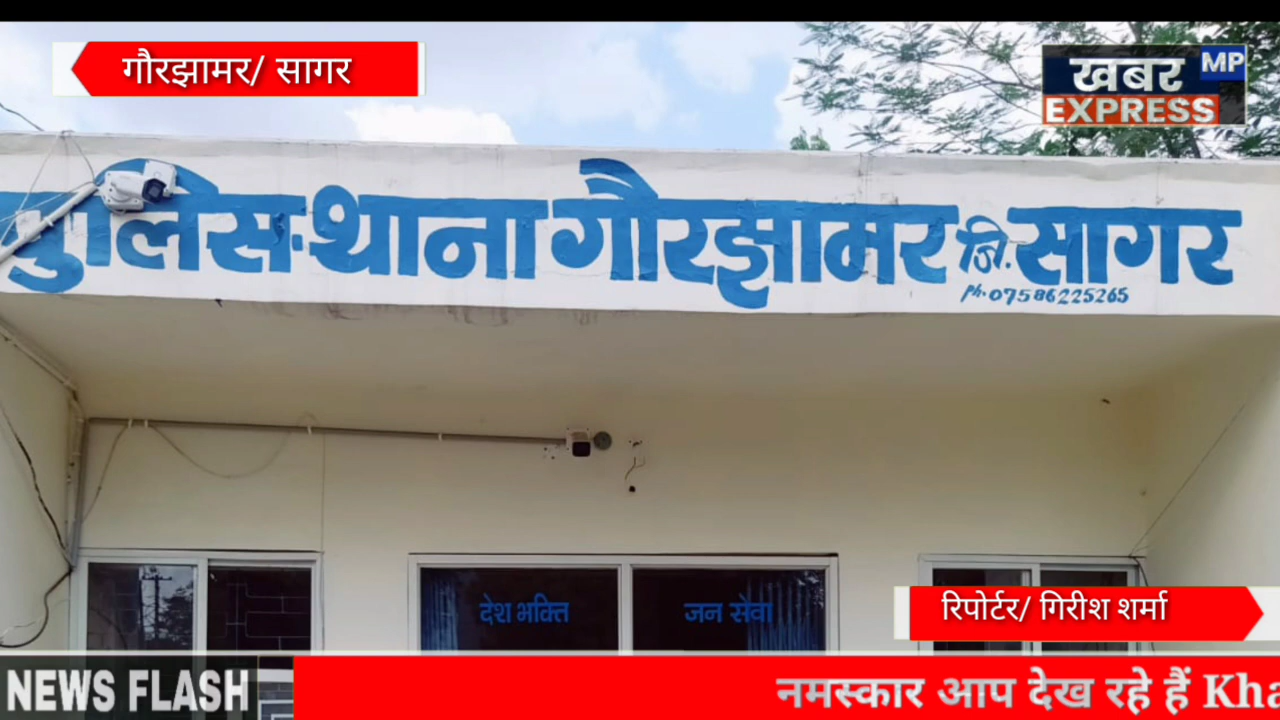 गौरझामर/ सागर
खबर MP
EXPRESS
पुलिस थाना गौरझामर जि. सागर
Ph. 07586225265
देश भक्ति जन सेवा
रिपोर्टर/ गिरीश शर्मा
NEWS FLASH नमस्कार आप देख रहे हैं Kha